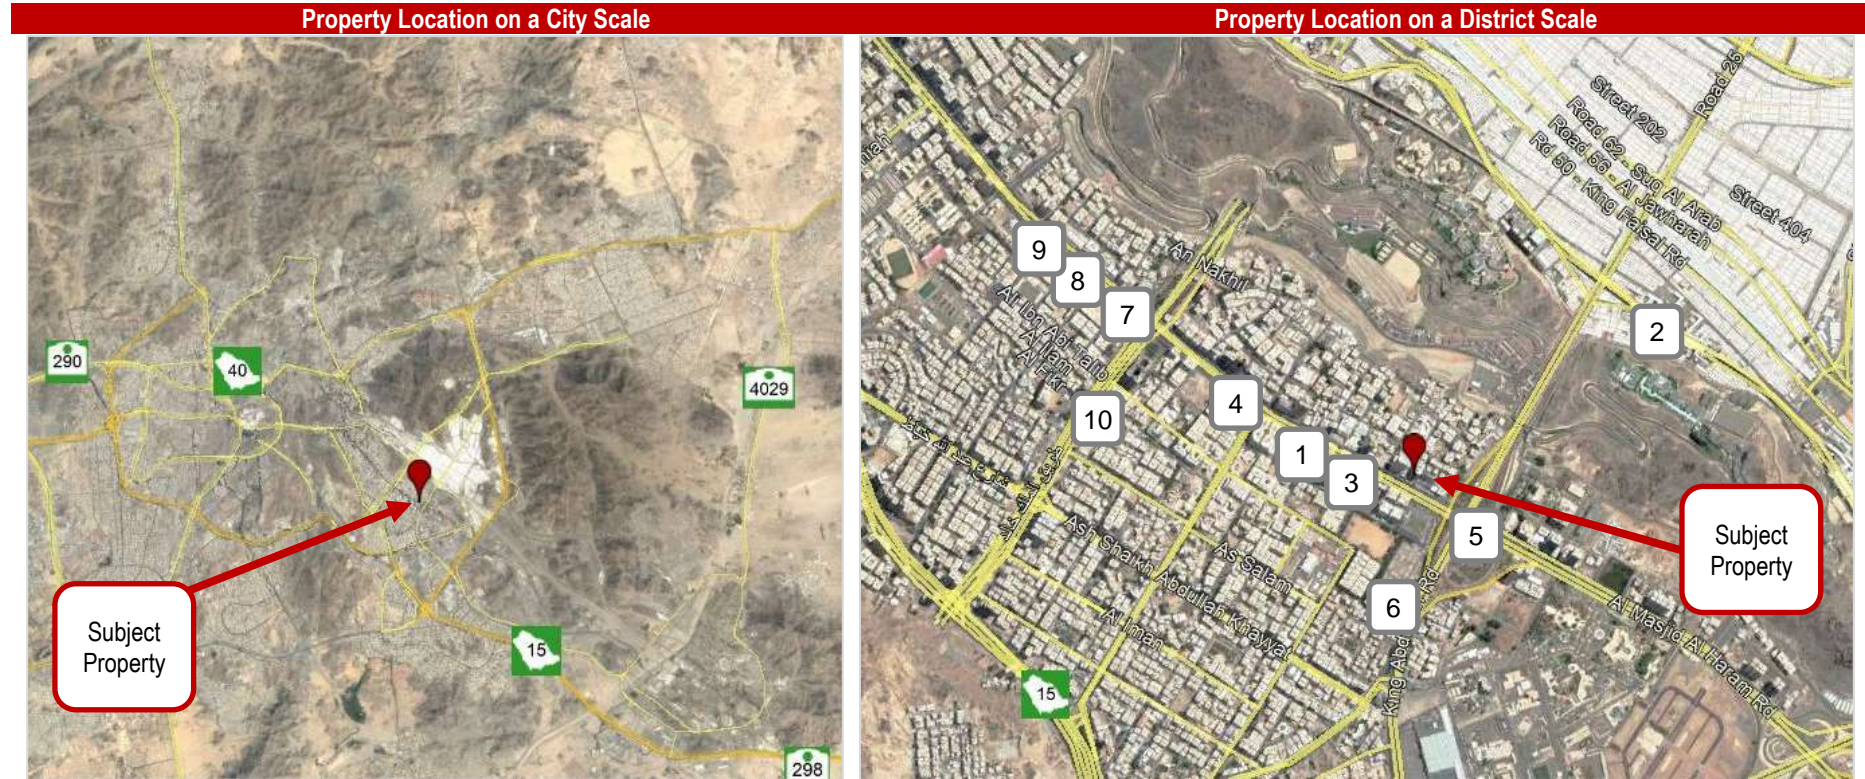 Property Location on a City Scale
Property Location on a District Scale
290
40
4029
15
298
Subject
Property
Street 202
Road 25
Road 62 - Suq Al Arab
Road 56 - Al Jawharah
Rd 50 - King Faisal Rd
Street 404
9
8
7
An Nakhil
2
Al Ibn Abi Talib
Al Ilam
Al Fikr
10
4
1
3
5
6
Subject
Property
Ash Shaikh Abdullah Khayyat
As Salam
Al Iman
King Abd
Rd
Al Masjid Al Haram Rd
15